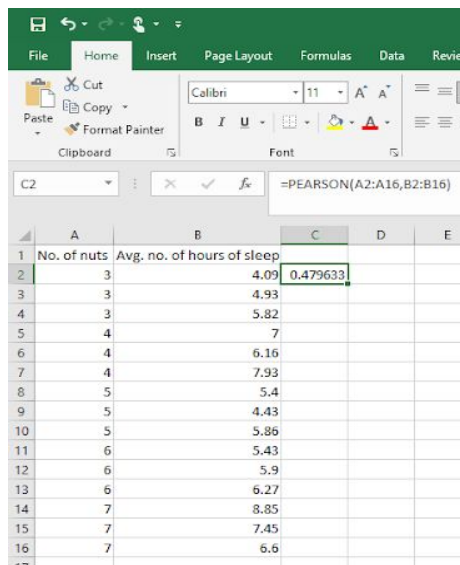 File Home Insert Page Layout Formulas Data Revie
Cut
Copy
Paste
Format Painter
Clipboard
Calibri 11 A A
B I U A
Font
C2 fx =PEARSON(A2:A16,B2:B16)
A B C D E
1 No. of nuts Avg. no. of hours of sleep
2 3 4.09 0.479633
3 3 4.93
4 3 5.82
5 4 7
6 4 6.16
7 4 7.93
8 5 5.4
9 5 4.43
10 5 5.86
11 6 5.43
12 6 5.9
13 6 6.27
14 7 8.85
15 7 7.45
16 7 6.6